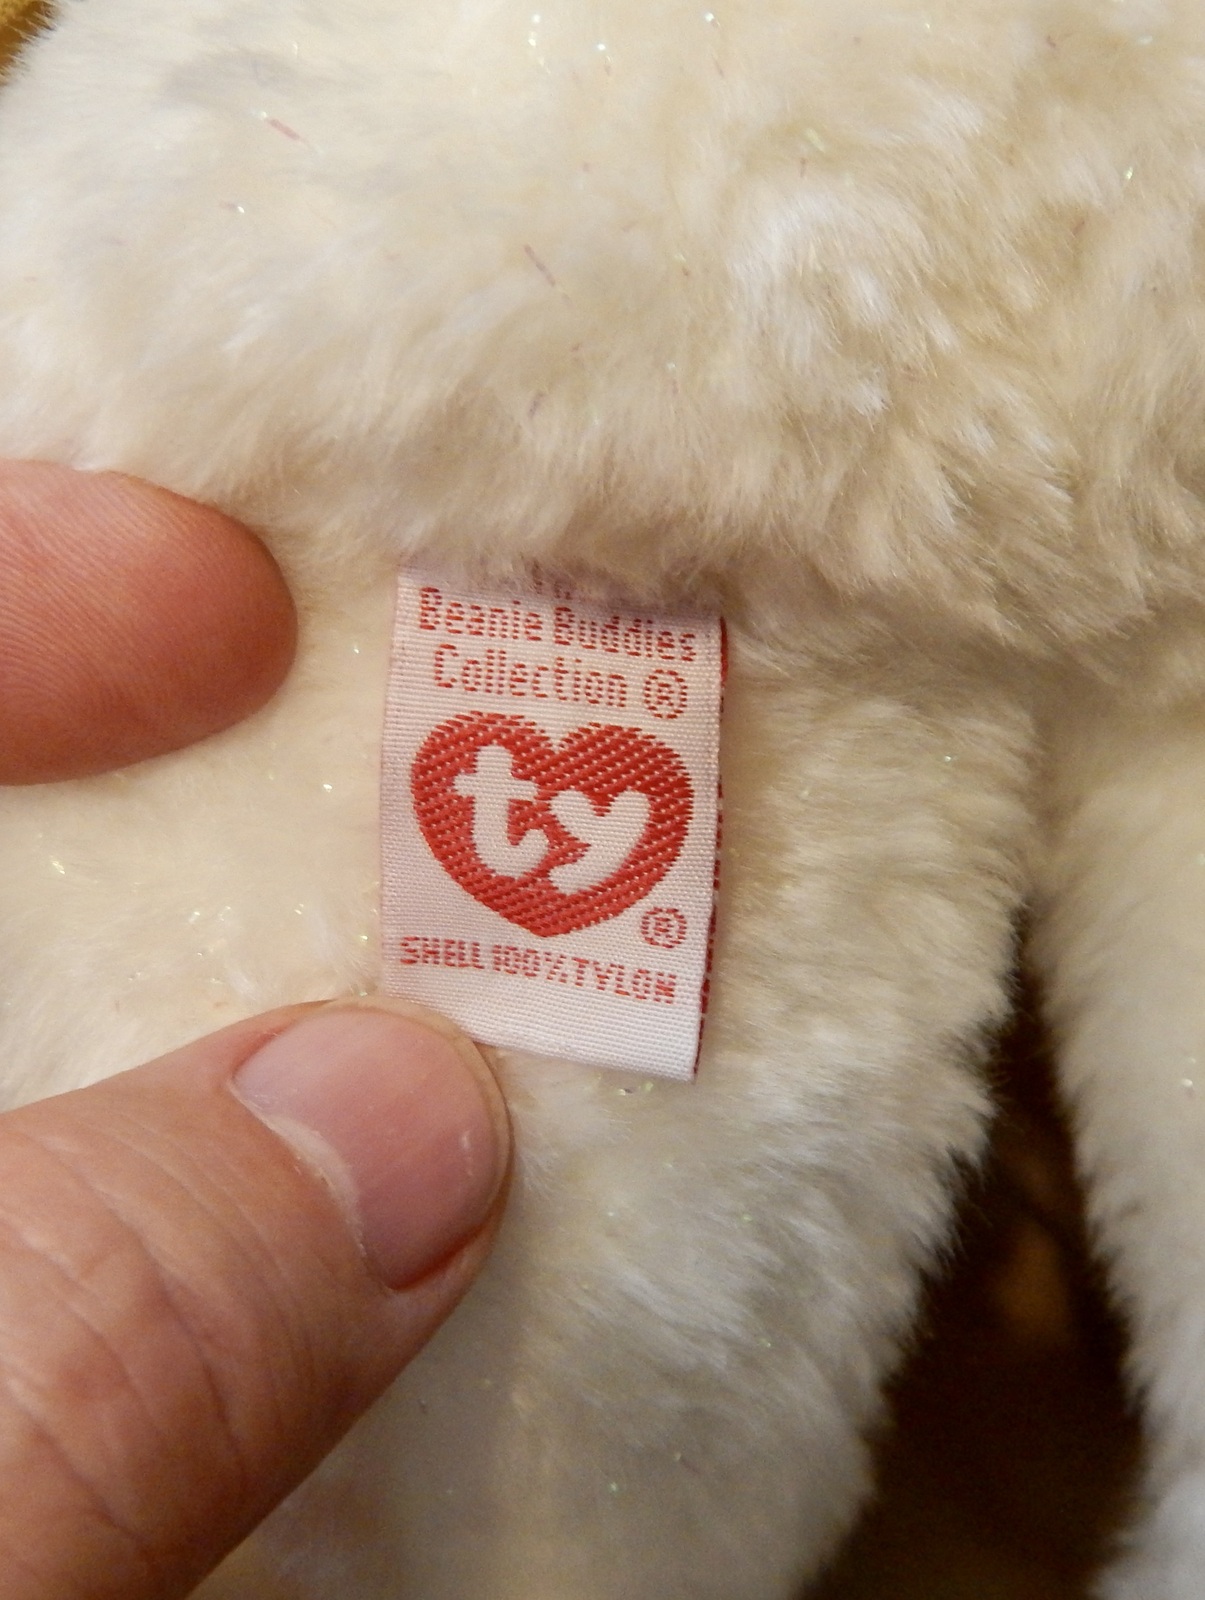 Beanie Buddies
Collection ®
ty
®
SHELL 100% TYLON